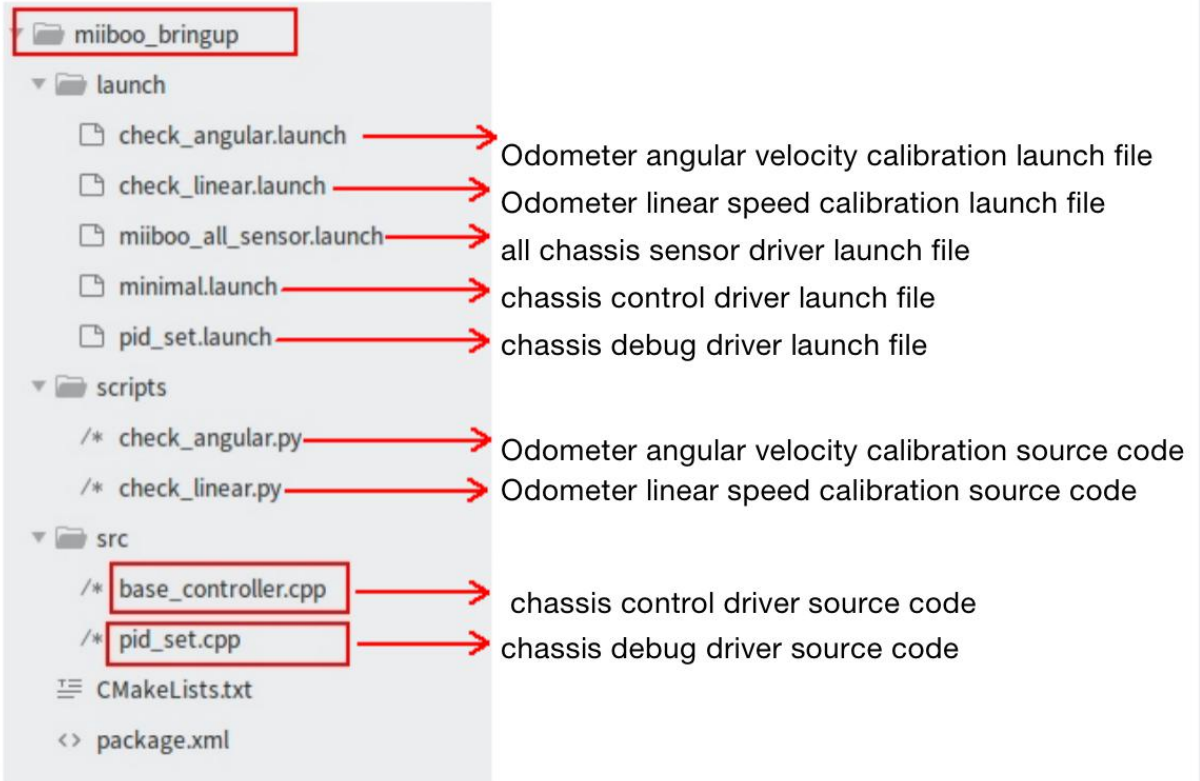 miiboo_bringup
launch
check_angular.launch
Odometer angular velocity calibration launch file
check_linear.launch
Odometer linear speed calibration launch file
miiboo_all_sensor.launch
all chassis sensor driver launch file
minimal.launch
chassis control driver launch file
pid_set.launch
chassis debug driver launch file
scripts
/* check_angular.py
Odometer angular velocity calibration source code
/* check_linear.py
Odometer linear speed calibration source code
src
/* base_controller.cpp
chassis control driver source code
/* pid_set.cpp
chassis debug driver source code
CMakeLists.txt
<> package.xml